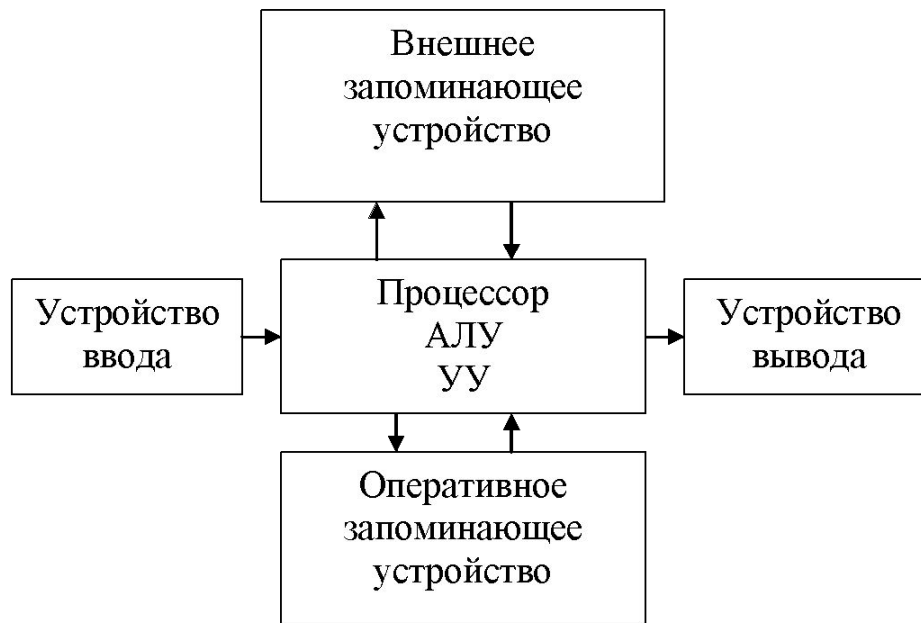 Внешнее
запоминающее
устройство
Устройство
ввода
Процессор
АЛУ
УУ
Устройство
вывода
Оперативное
запоминающее
устройство